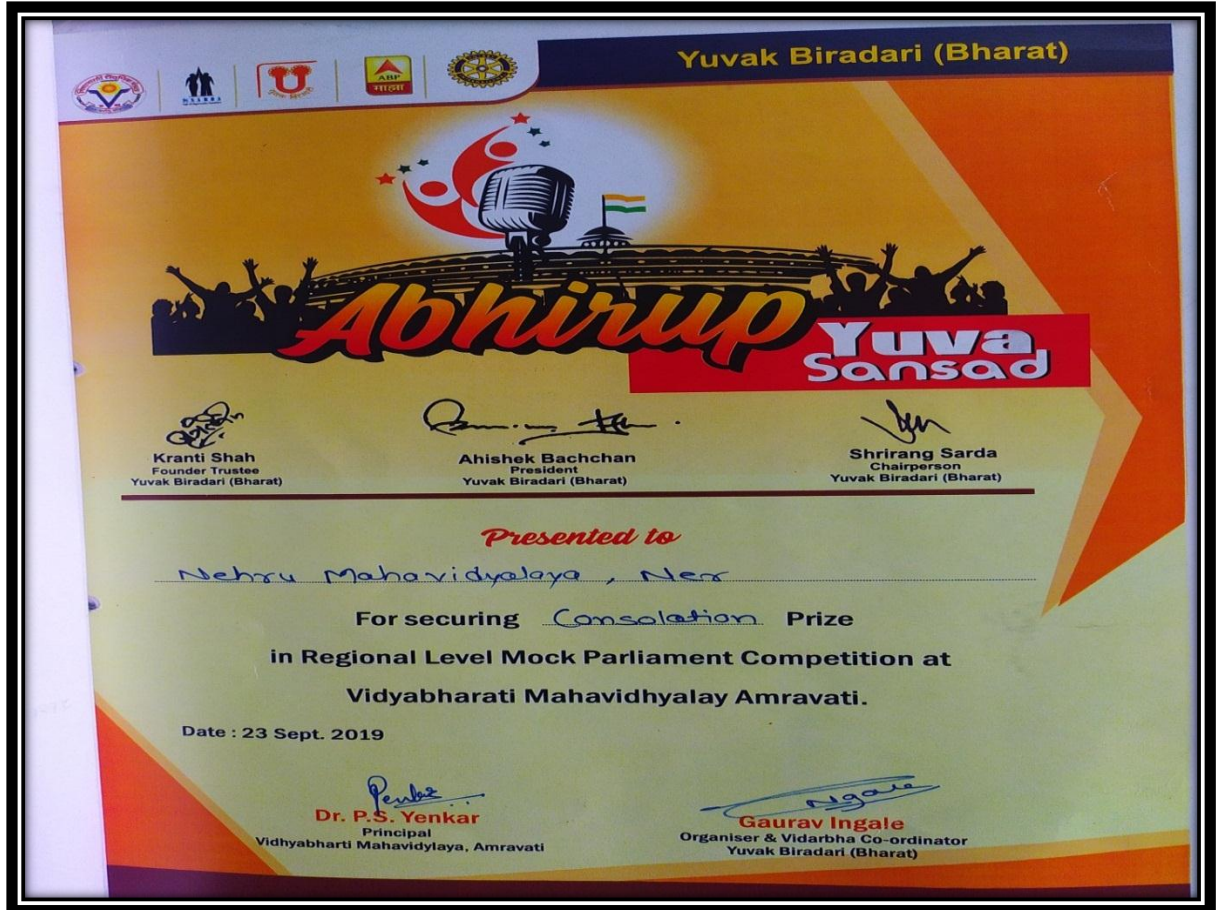 Yuvak Biradari (Bharat)
ABP
माझा
Abhirup
Yuva
Sansad
Kranti Shah
Founder Trustee
Yuvak Biradari (Bharat)
Ahishek Bachchan
President
Yuvak Biradari (Bharat)
Shrirang Sarda
Chairperson
Yuvak Biradari (Bharat)
Presented to
Nehru Mahavidyalaya, Ner
For securing Consolation Prize
in Regional Level Mock Parliament Competition at
Vidyabharati Mahavidhyalay Amravati.
Date : 23 Sept. 2019
Dr. P.S. Yenkar
Principal
Vidhyabharti Mahavidylaya, Amravati
Gaurav Ingale
Organiser & Vidarbha Co-ordinator
Yuvak Biradari (Bharat)